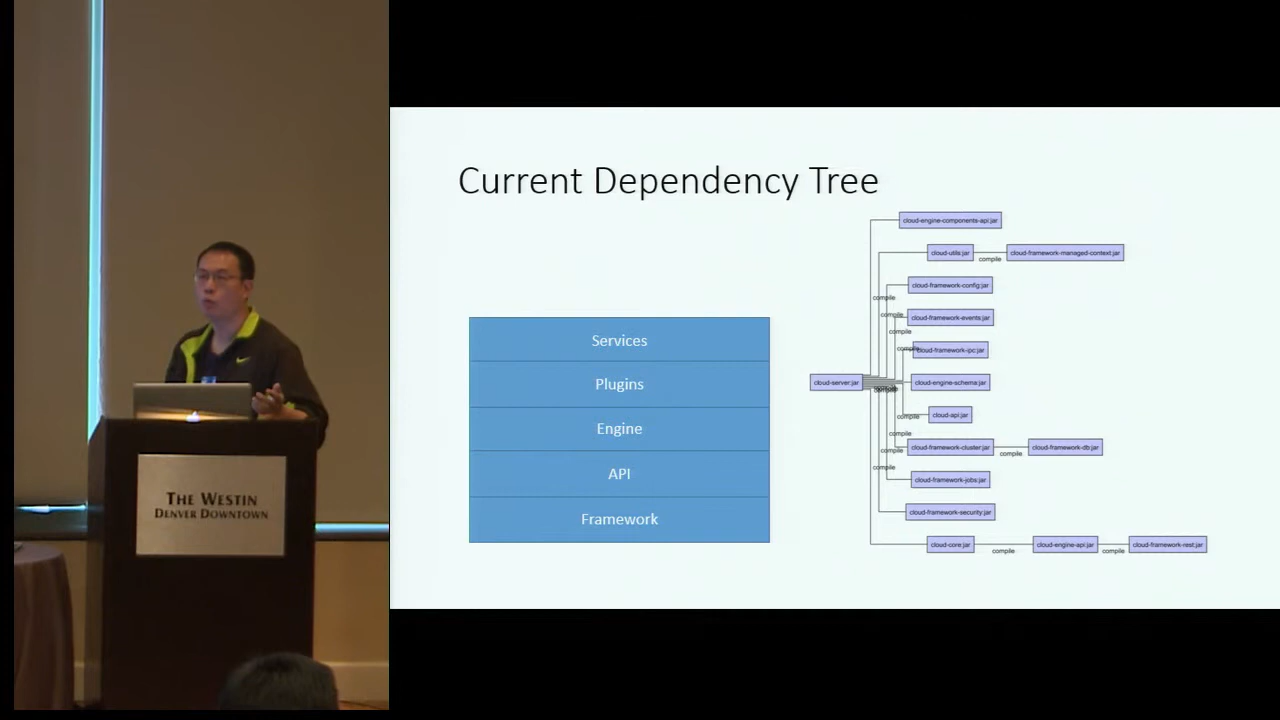 Current Dependency Tree
Services
Plugins
Engine
API
Framework
cloud-server.jar
cloud-engine-components-api.jar
cloud-utils.jar
compile
cloud-framework-managed-context.jar
cloud-framework-config.jar
compile
cloud-framework-events.jar
compile
compile
cloud-framework-ipc.jar
compile
cloud-engine-schema.jar
compile
cloud-api.jar
compile
compile
cloud-framework-cluster.jar
compile
cloud-framework-db.jar
compile
compile
cloud-framework-jobs.jar
cloud-framework-security.jar
cloud-core.jar
compile
cloud-engine-api.jar
compile
cloud-framework-rest.jar
THE WESTIN
DENVER DOWNTOWN